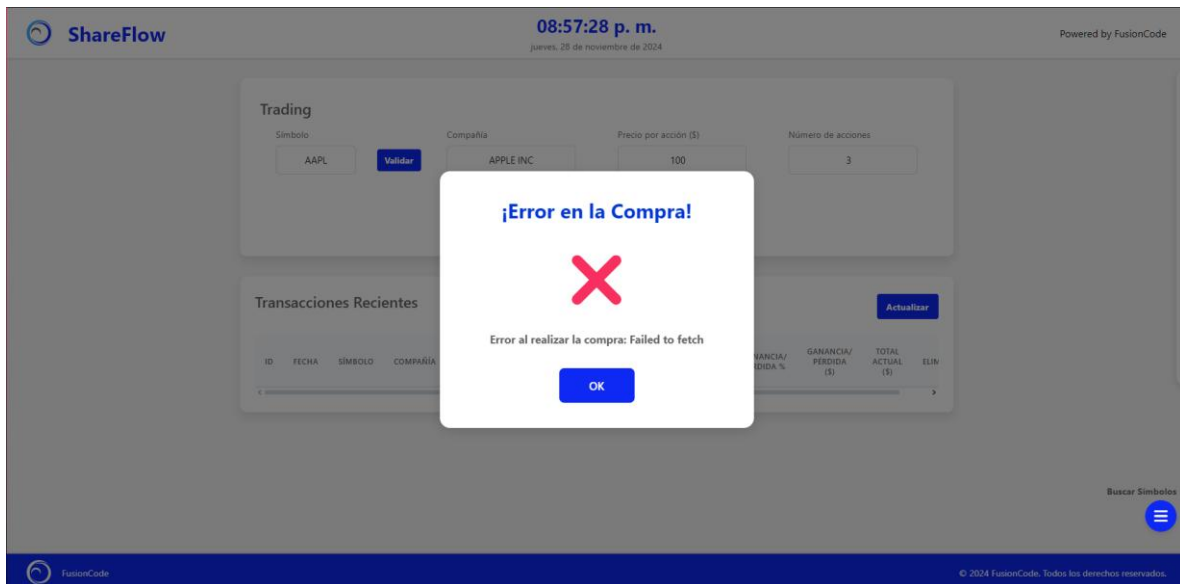 ShareFlow
08:57:28 p. m.
jueves, 28 de noviembre de 2024
Powered by FusionCode
Trading
Símbolo
Compañía
Precio por acción ($)
Número de acciones
AAPL
Validar
APPLE INC
100
3
¡Error en la Compra!
Error al realizar la compra: Failed to fetch
OK
Transacciones Recientes
Actualizar
ID
FECHA
SÍMBOLO
COMPAÑÍA
GANANCIA/
PÉRDIDA
($)
TOTAL
ACTUAL
($)
Buscar Símbolos
FusionCode
© 2024 FusionCode. Todos los derechos reservados.